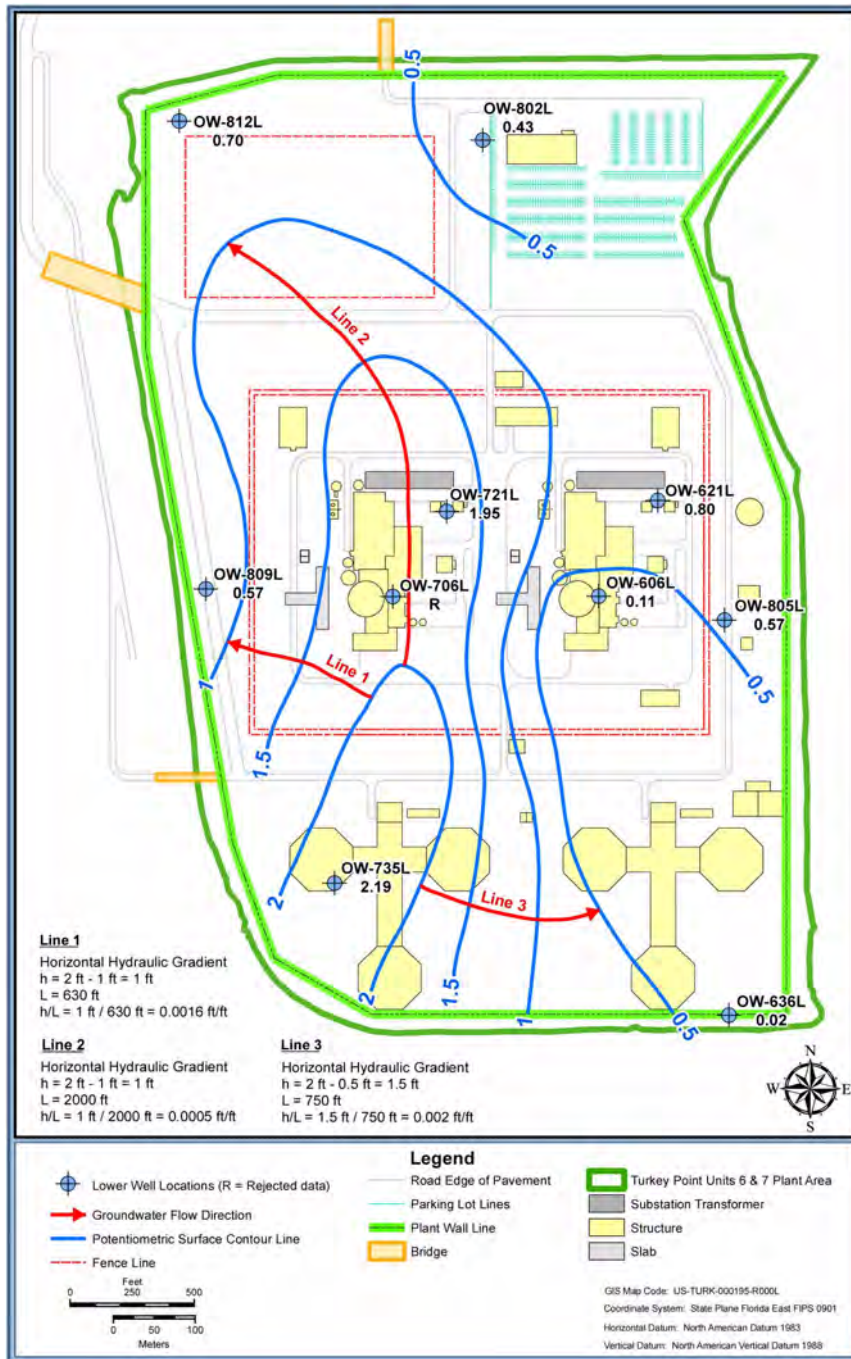 0.5
OW-812L
0.70
OW-802L
0.43
0.5
Line 2
OW-721L
1.95
OW-621L
0.80
OW-809L
0.57
OW-706L
R
OW-606L
0.11
OW-805L
0.57
Line 1
1
0.5
1.5
OW-735L
2.19
Line 3
2
2
1.5
1
0.5
OW-636L
0.02
Line 1
Horizontal Hydraulic Gradient
h = 2 ft - 1 ft = 1 ft
L = 630 ft
h/L = 1 ft / 630 ft = 0.0016 ft/ft
Line 2
Horizontal Hydraulic Gradient
h = 2 ft - 1 ft = 1 ft
L = 2000 ft
h/L = 1 ft / 2000 ft = 0.0005 ft/ft
Line 3
Horizontal Hydraulic Gradient
h = 2 ft - 0.5 ft = 1.5 ft
L = 750 ft
h/L = 1.5 ft / 750 ft = 0.002 ft/ft
N
W E
S
Legend
Lower Well Locations (R = Rejected data)
Groundwater Flow Direction
Potentiometric Surface Contour Line
Fence Line
Road Edge of Pavement
Parking Lot Lines
Plant Wall Line
Bridge
Turkey Point Units 6 & 7 Plant Area
Substation Transformer
Structure
Slab
Feet
0 250 500
0 50 100
Meters
GIS Map Code: US-TURK-000195-R000L
Coordinate System: State Plane Florida East FIPS 0901
Horizontal Datum: North American Datum 1983
Vertical Datum: North American Vertical Datum 1988